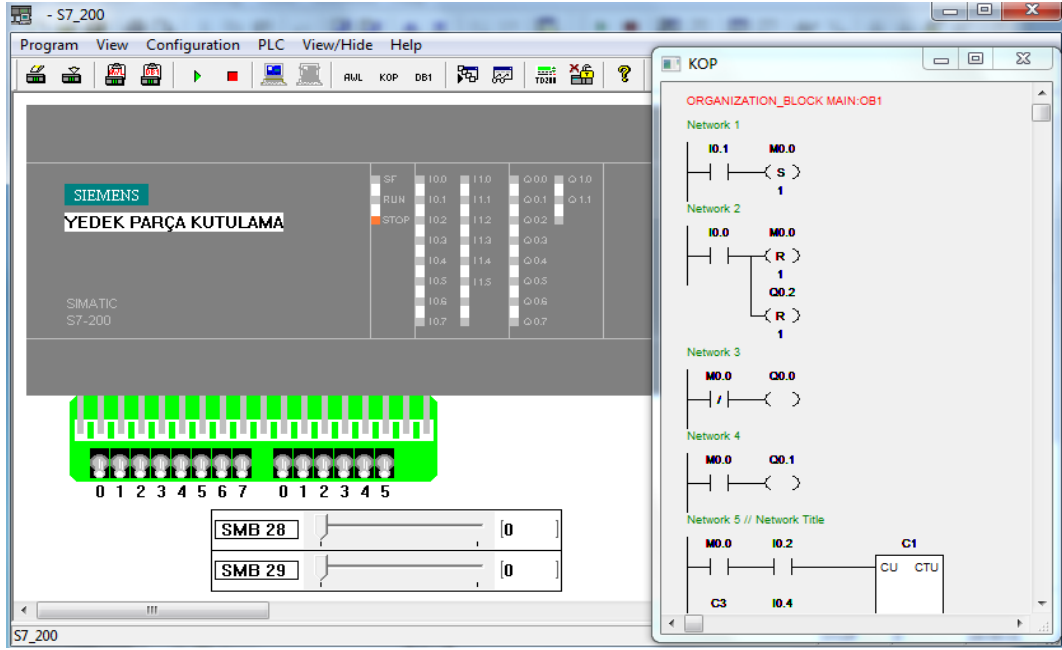 - S7_200
Program View Configuration PLC View/Hide Help
AWL KOP DB1 TD200
SIEMENS
YEDEK PARÇA KUTULAMA
SIMATIC
S7-200
SF I0.0 I1.0 Q0.0 Q1.0
RUN I0.1 I1.1 Q0.1 Q1.1
STOP I0.2 I1.2 Q0.2
I0.3 I1.3 Q0.3
I0.4 I1.4 Q0.4
I0.5 I1.5 Q0.5
I0.6 Q0.6
I0.7 Q0.7
0 1 2 3 4 5 6 7 0 1 2 3 4 5
SMB 28 [0 ]
SMB 29 [0 ]
S7_200
KOP
ORGANIZATION_BLOCK MAIN:OB1
Network 1
I0.1 M0.0
S
1
Network 2
I0.0 M0.0
R
1
Q0.2
R
1
Network 3
M0.0 Q0.0
/
Network 4
M0.0 Q0.1
Network 5 // Network Title
M0.0 I0.2 C1
CU CTU
C3 I0.4